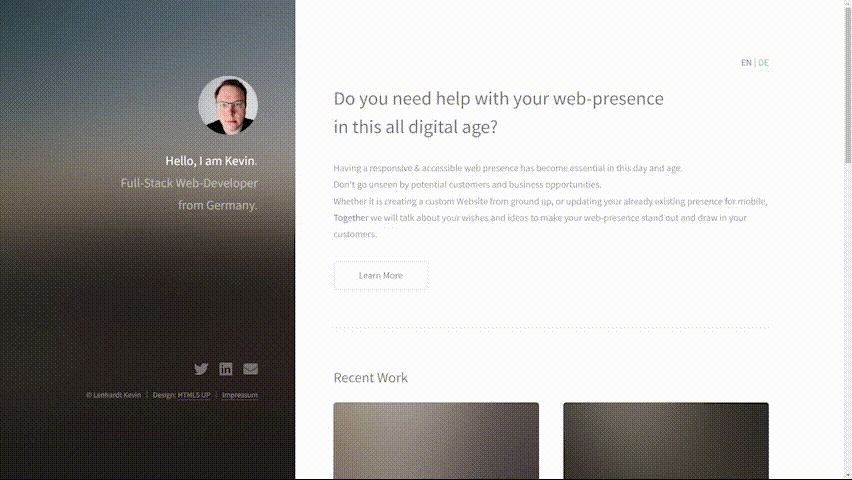 EN | DE
Hello, I am Kevin.
Full-Stack Web-Developer
from Germany.
© Lenhardt Kevin | Design: HTML5 UP | Impressum
Do you need help with your web-presence
in this all digital age?
Having a responsive & accessible web presence has become essential in this day and age.
Don't go unseen by potential customers and business opportunities.
Whether it is creating a custom Website from ground up, or updating your already existing presence for mobile,
Together we will talk about your wishes and ideas to make your web-presence stand out and draw in your
customers.
Learn More
Recent Work